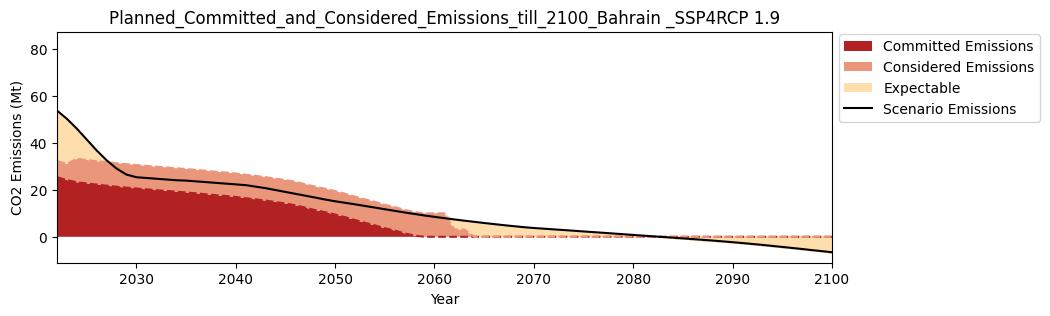 Planned_Committed_and_Considered_Emissions_till_2100_Bahrain _SSP4RCP 1.9
80
60
40
20
0
CO2 Emissions (Mt)
2030 2040 2050 2060 2070 2080 2090 2100
Year
Committed Emissions
Considered Emissions
Expectable
Scenario Emissions